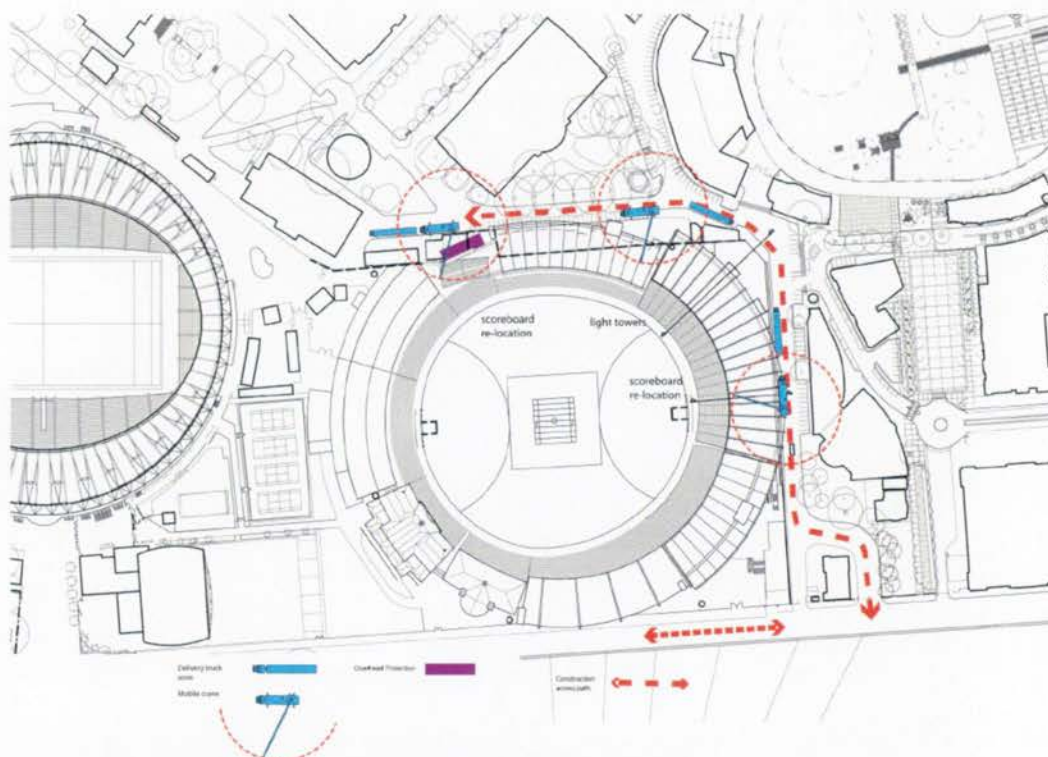 scoreboard
re-location
light towers
scoreboard
re-location
Delivery truck
zone
Overhead Protection
Mobile crane
Construction
access path